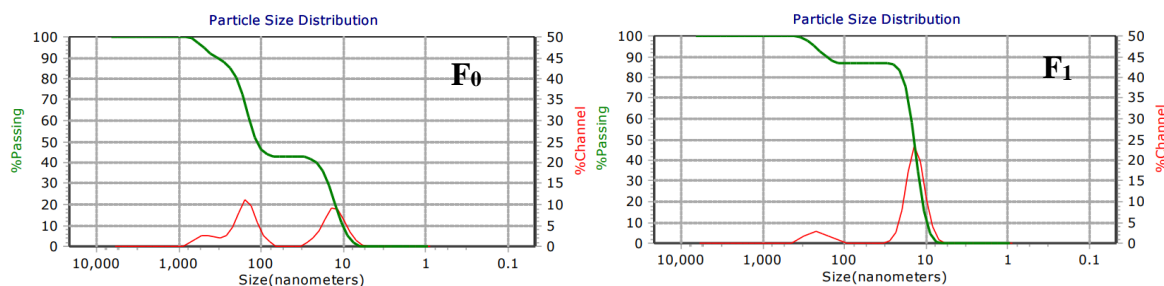 Particle Size Distribution
100 90 80 70 60 50 40 30 20 10 0
%Passing
50 45 40 35 30 25 20 15 10 5 0
%Channel
F0
10,000 1,000 100 10 1 0.1
Size(nanometers)
Particle Size Distribution
100 90 80 70 60 50 40 30 20 10 0
%Passing
50 45 40 35 30 25 20 15 10 5 0
%Channel
F1
10,000 1,000 100 10 1 0.1
Size(nanometers)